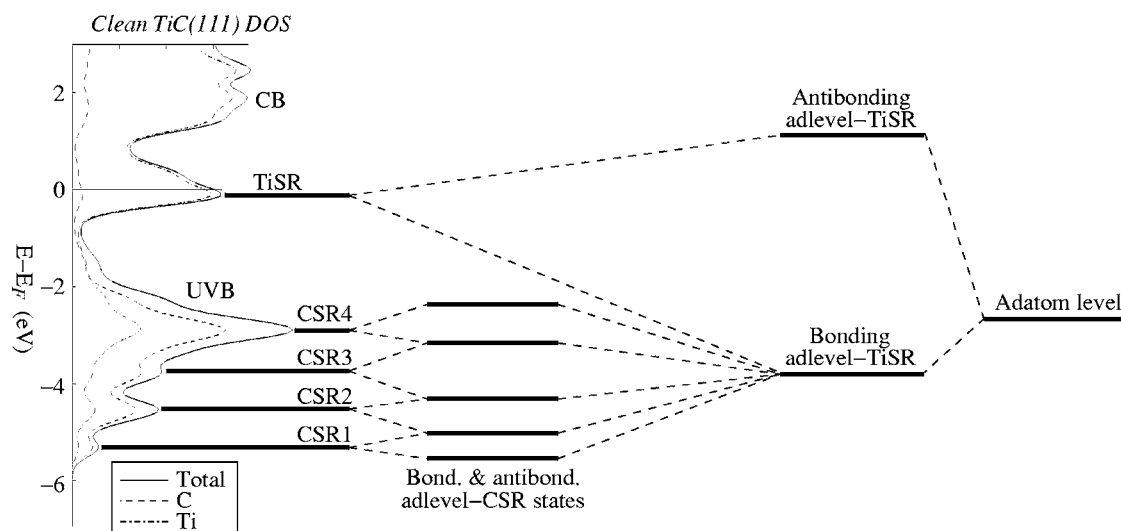 Clean TiC(111) DOS
2
0
−2
−4
−6
E−E_F (eV)
CB
TiSR
UVB
CSR4
CSR3
CSR2
CSR1
Total
C
Ti
Bond. & antibond.
adlevel−CSR states
Antibonding
adlevel−TiSR
Bonding
adlevel−TiSR
Adatom level